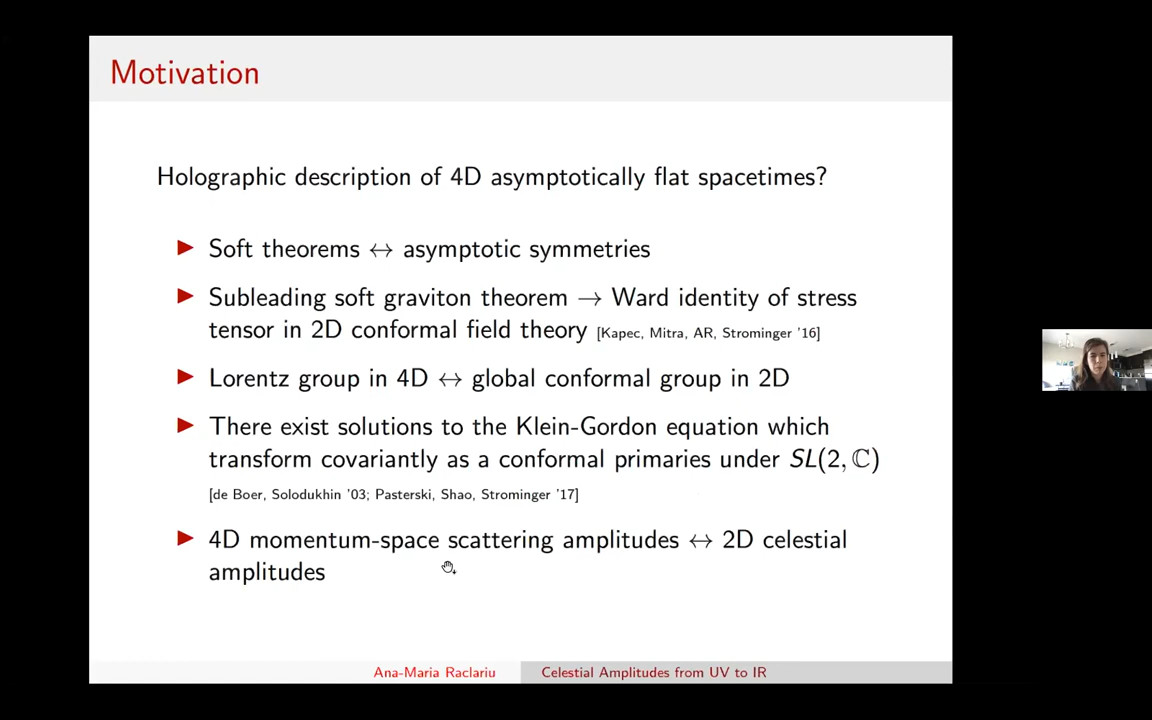 Motivation
Holographic description of 4D asymptotically flat spacetimes?
Soft theorems ↔ asymptotic symmetries
Subleading soft graviton theorem → Ward identity of stress
tensor in 2D conformal field theory [Kapec, Mitra, AR, Strominger '16]
Lorentz group in 4D ↔ global conformal group in 2D
There exist solutions to the Klein-Gordon equation which
transform covariantly as a conformal primaries under SL(2, ℂ)
[de Boer, Solodukhin '03; Pasterski, Shao, Strominger '17]
4D momentum-space scattering amplitudes ↔ 2D celestial
amplitudes
Ana-Maria Raclariu
Celestial Amplitudes from UV to IR